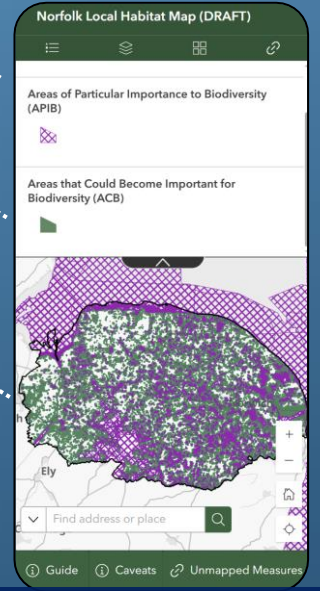 Norfolk Local Habitat Map (DRAFT)
Areas of Particular Importance to Biodiversity
(APIB)
Areas that Could Become Important for
Biodiversity (ACB)
Ely
Find address or place
Guide
Caveats
Unmapped Measures